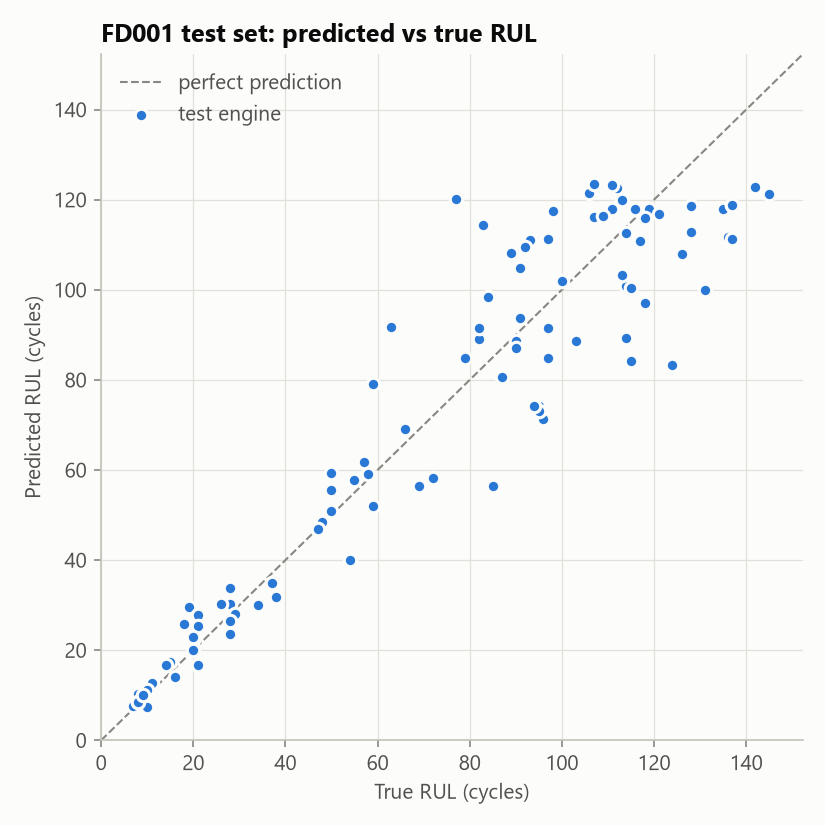 FD001 test set: predicted vs true RUL
perfect prediction
test engine
140
120
100
80
60
40
20
0
Predicted RUL (cycles)
0 20 40 60 80 100 120 140
True RUL (cycles)